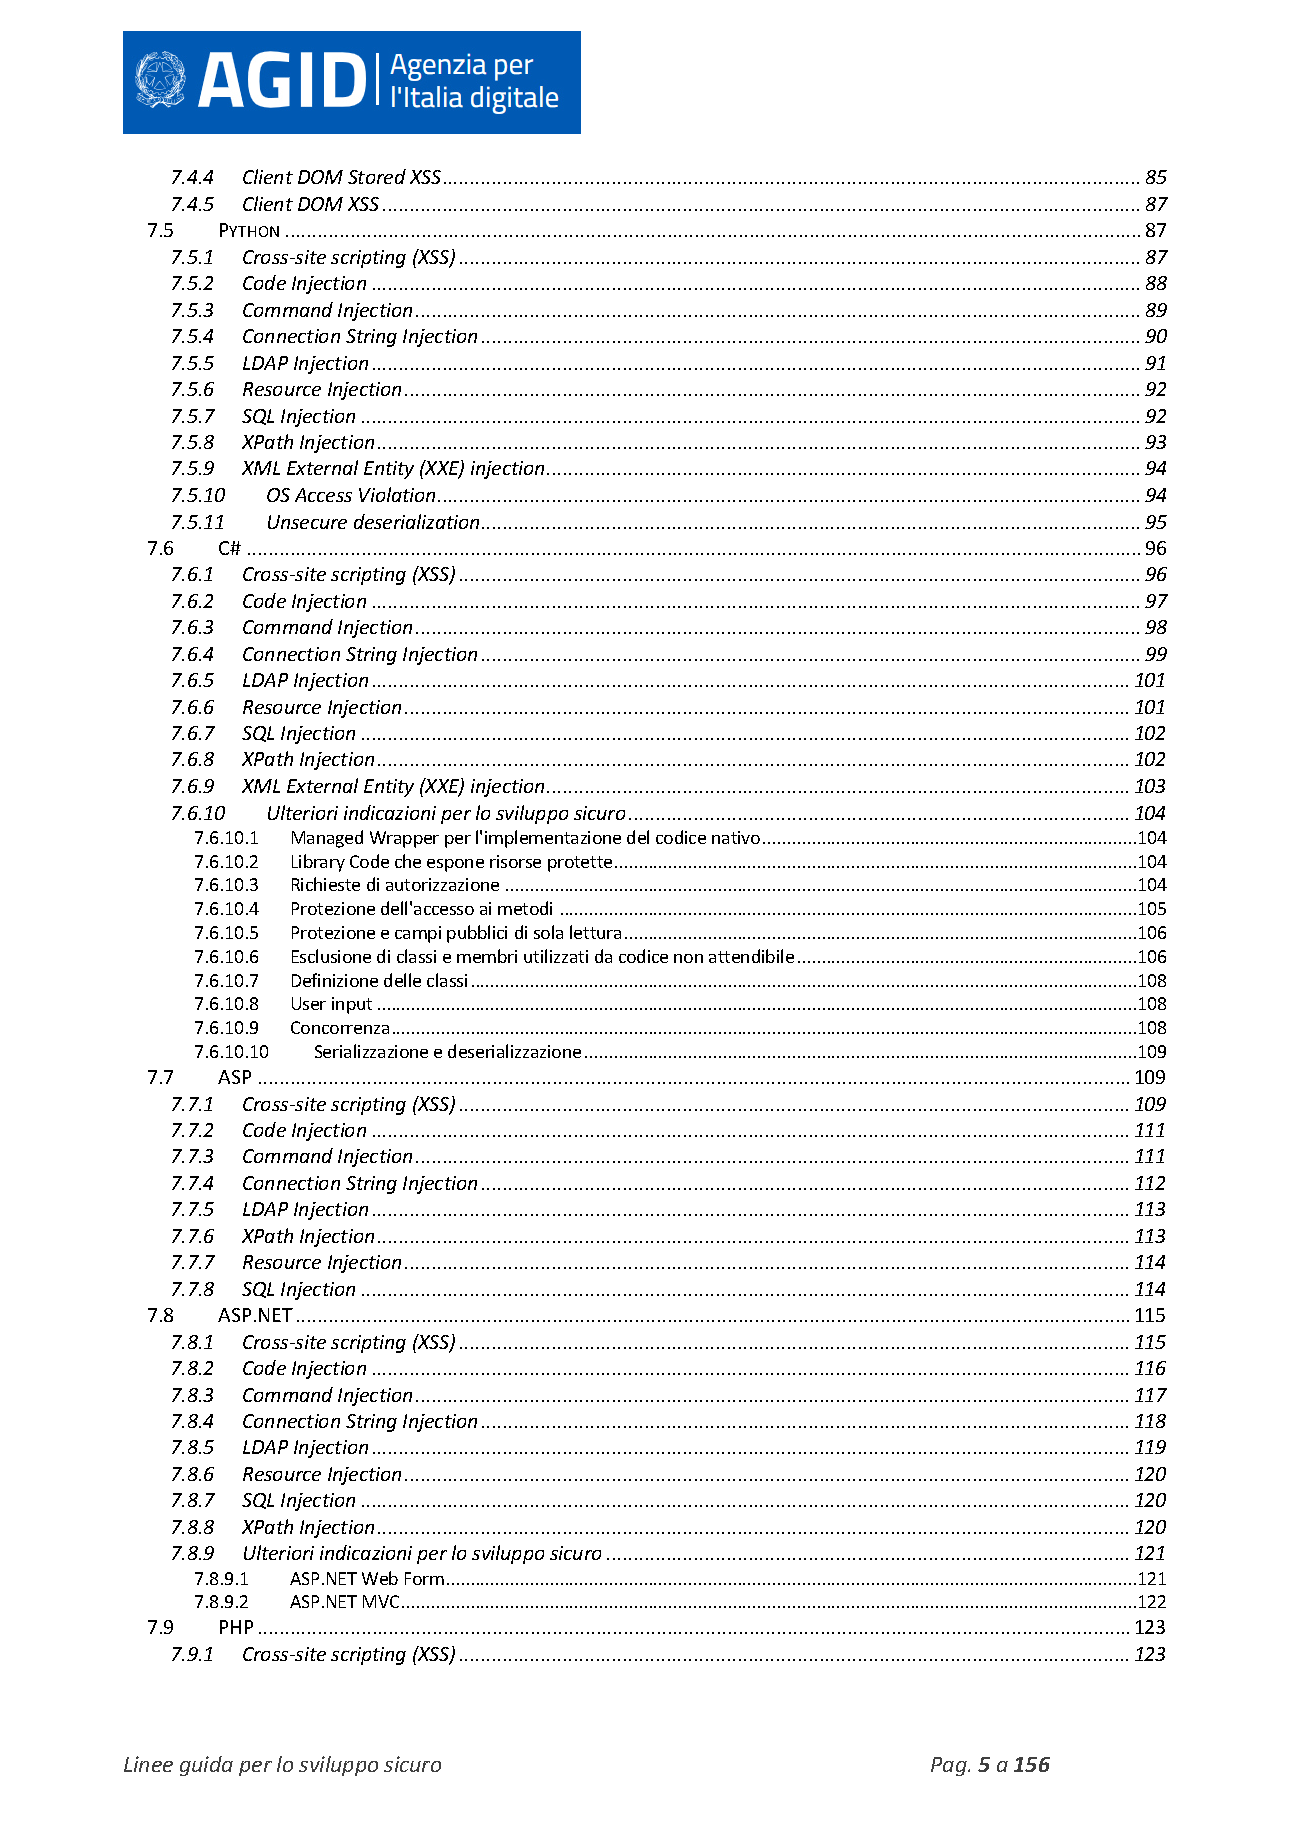 AGID Agenzia per
l'Italia digitale
7.4.4 Client DOM Stored XSS 85
7.4.5 Client DOM XSS 87
7.5 PYTHON 87
7.5.1 Cross-site scripting (XSS) 87
7.5.2 Code Injection 88
7.5.3 Command Injection 89
7.5.4 Connection String Injection 90
7.5.5 LDAP Injection 91
7.5.6 Resource Injection 92
7.5.7 SQL Injection 92
7.5.8 XPath Injection 93
7.5.9 XML External Entity (XXE) injection 94
7.5.10 OS Access Violation 94
7.5.11 Unsecure deserialization 95
7.6 C# 96
7.6.1 Cross-site scripting (XSS) 96
7.6.2 Code Injection 97
7.6.3 Command Injection 98
7.6.4 Connection String Injection 99
7.6.5 LDAP Injection 101
7.6.6 Resource Injection 101
7.6.7 SQL Injection 102
7.6.8 XPath Injection 102
7.6.9 XML External Entity (XXE) injection 103
7.6.10 Ulteriori indicazioni per lo sviluppo sicuro 104
7.6.10.1 Managed Wrapper per l'implementazione del codice nativo 104
7.6.10.2 Library Code che espone risorse protette 104
7.6.10.3 Richieste di autorizzazione 104
7.6.10.4 Protezione dell'accesso ai metodi 105
7.6.10.5 Protezione e campi pubblici di sola lettura 106
7.6.10.6 Esclusione di classi e membri utilizzati da codice non attendibile 106
7.6.10.7 Definizione delle classi 108
7.6.10.8 User input 108
7.6.10.9 Concorrenza 108
7.6.10.10 Serializzazione e deserializzazione 109
7.7 ASP 109
7.7.1 Cross-site scripting (XSS) 109
7.7.2 Code Injection 111
7.7.3 Command Injection 111
7.7.4 Connection String Injection 112
7.7.5 LDAP Injection 113
7.7.6 XPath Injection 113
7.7.7 Resource Injection 114
7.7.8 SQL Injection 114
7.8 ASP.NET 115
7.8.1 Cross-site scripting (XSS) 115
7.8.2 Code Injection 116
7.8.3 Command Injection 117
7.8.4 Connection String Injection 118
7.8.5 LDAP Injection 119
7.8.6 Resource Injection 120
7.8.7 SQL Injection 120
7.8.8 XPath Injection 120
7.8.9 Ulteriori indicazioni per lo sviluppo sicuro 121
7.8.9.1 ASP.NET Web Form 121
7.8.9.2 ASP.NET MVC 122
7.9 PHP 123
7.9.1 Cross-site scripting (XSS) 123
Linee guida per lo sviluppo sicuro Pag. 5 a 156